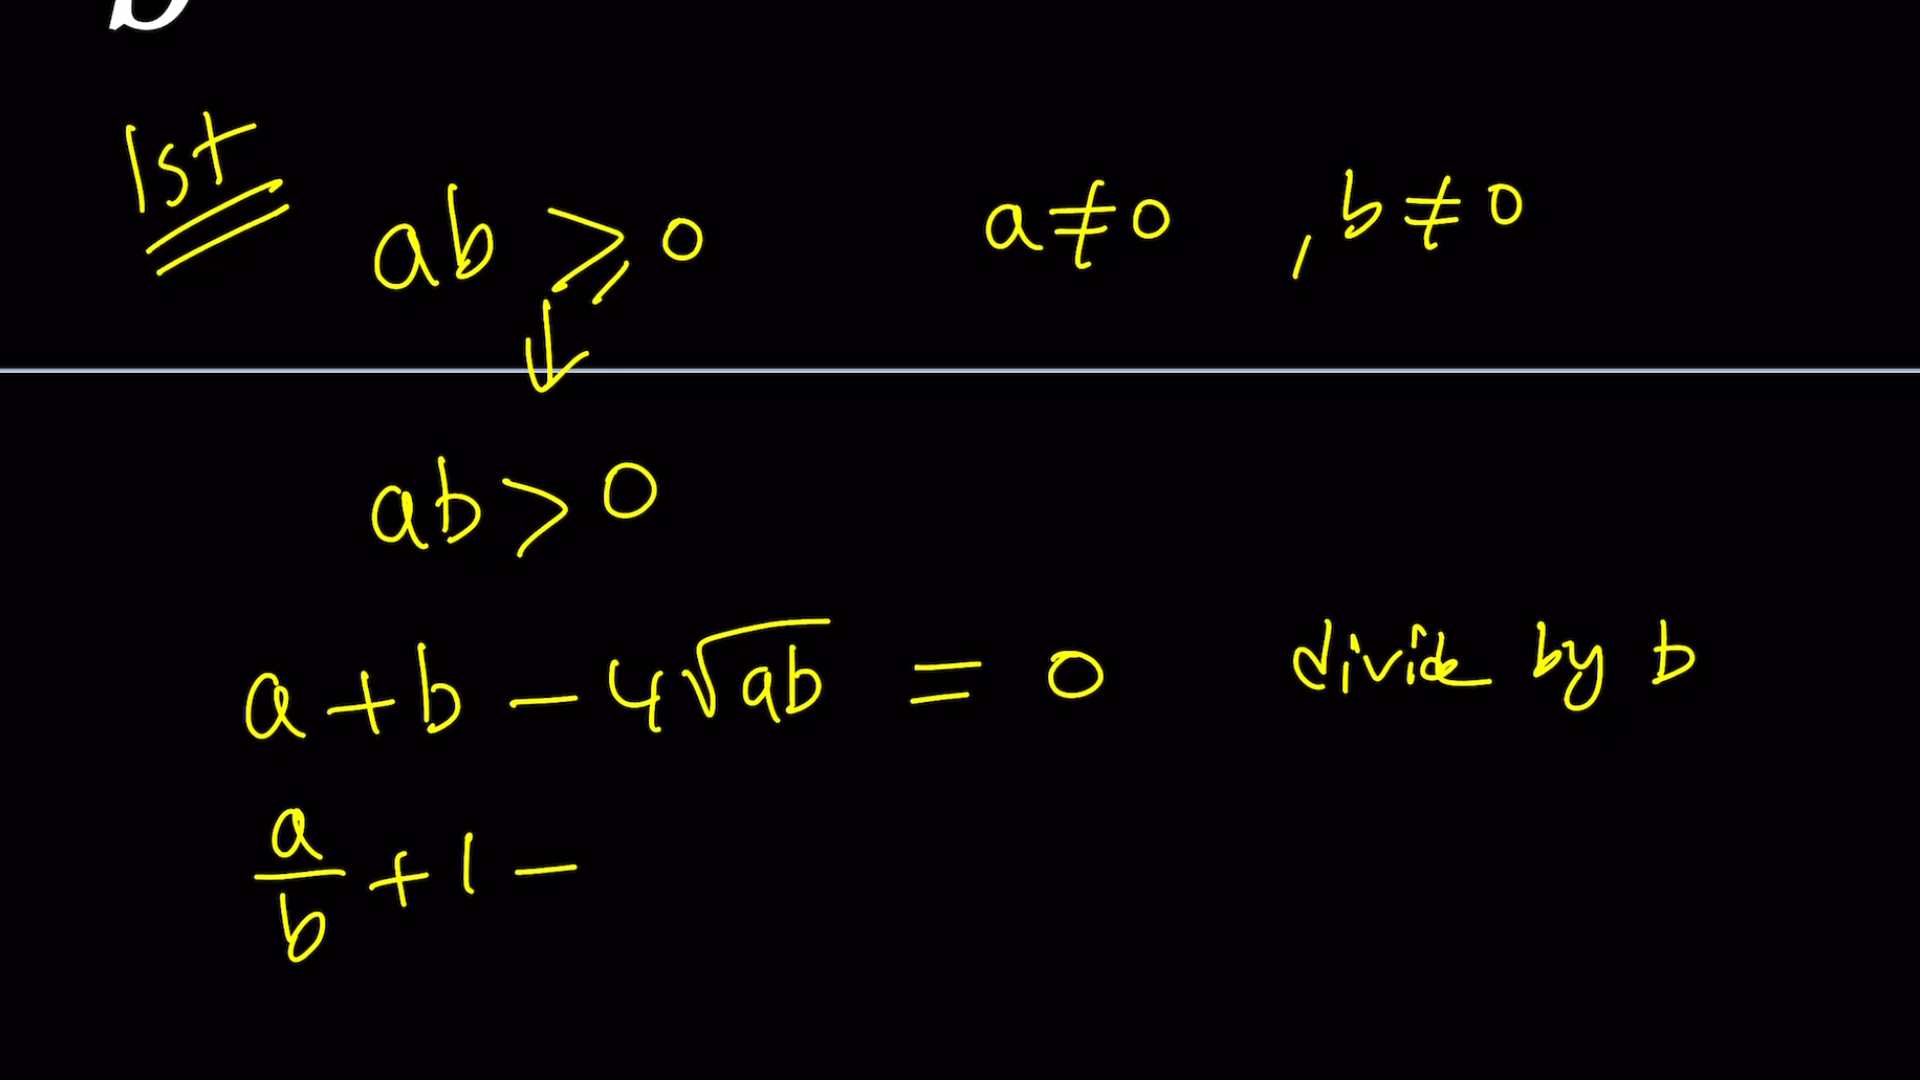 b
1st
ab ⩾ 0 a≠0 , b≠0
↓
ab > 0
a + b - 4√ab = 0 divide by b
a/b + 1 -